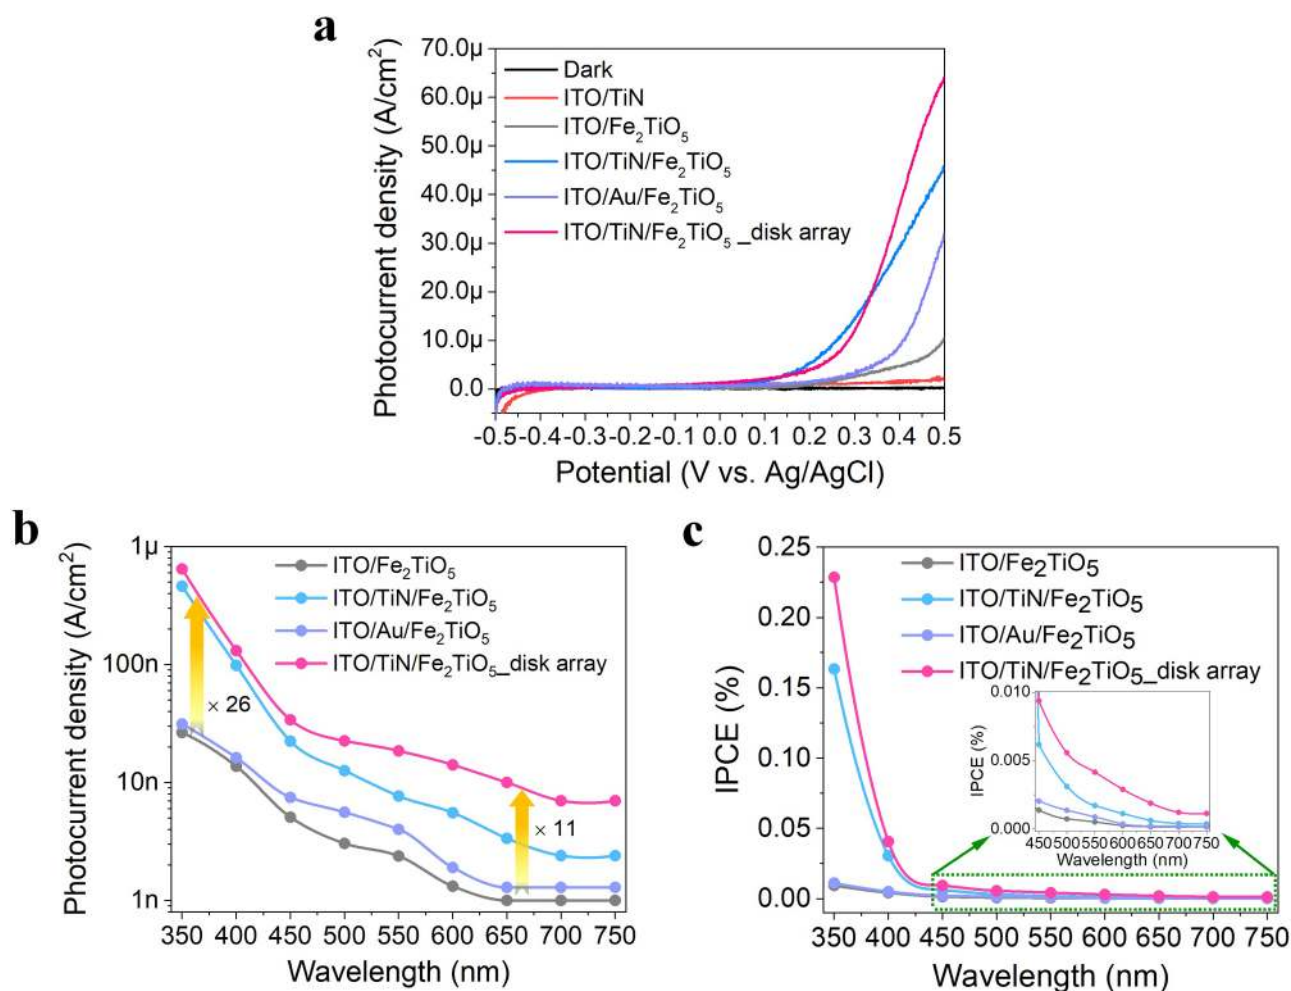 a
Photocurrent density (A/cm²)
70.0µ
60.0µ
50.0µ
40.0µ
30.0µ
20.0µ
10.0µ
0.0
Dark
ITO/TiN
ITO/Fe₂TiO₅
ITO/TiN/Fe₂TiO₅
ITO/Au/Fe₂TiO₅
ITO/TiN/Fe₂TiO₅_disk array
-0.5 -0.4 -0.3 -0.2 -0.1 0.0 0.1 0.2 0.3 0.4 0.5
Potential (V vs. Ag/AgCl)
b
Photocurrent density (A/cm²)
1µ
100n
10n
1n
ITO/Fe₂TiO₅
ITO/TiN/Fe₂TiO₅
ITO/Au/Fe₂TiO₅
ITO/TiN/Fe₂TiO₅_disk array
× 26
× 11
350 400 450 500 550 600 650 700 750
Wavelength (nm)
c
IPCE (%)
0.25
0.20
0.15
0.10
0.05
0.00
ITO/Fe₂TiO₅
ITO/TiN/Fe₂TiO₅
ITO/Au/Fe₂TiO₅
ITO/TiN/Fe₂TiO₅_disk array
IPCE (%)
0.010
0.005
0.000
450 500 550 600 650 700 750
Wavelength (nm)
350 400 450 500 550 600 650 700 750
Wavelength (nm)